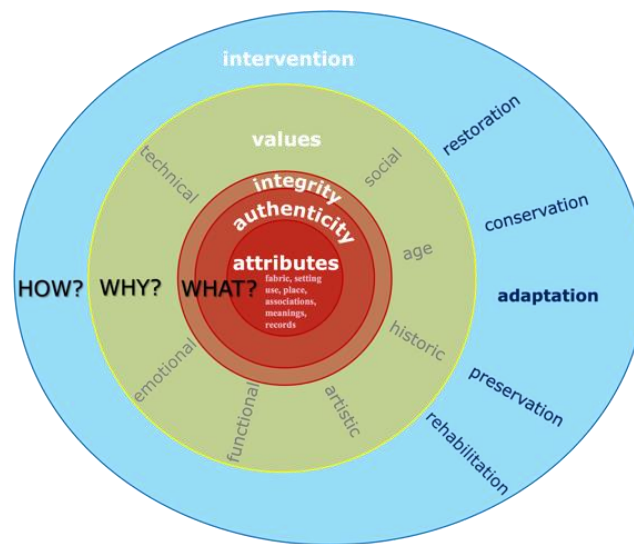 intervention
values
technical
social
integrity
authenticity
attributes
fabric, setting
use, place,
associations,
meanings,
records
HOW? WHY? WHAT?
age
historic
artistic
functional
emotional
restoration
conservation
adaptation
preservation
rehabilitation